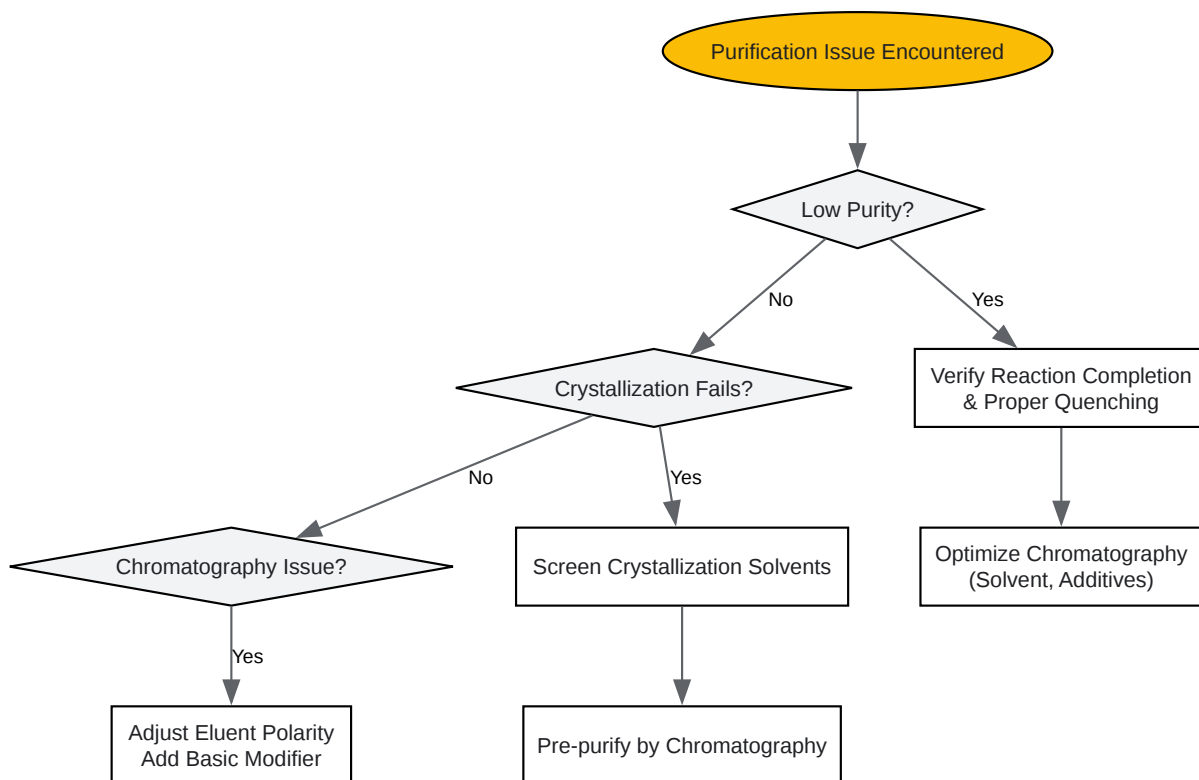 Purification Issue Encountered
Low Purity?
No
Yes
Crystallization Fails?
Verify Reaction Completion
& Proper Quenching
No
Yes
Chromatography Issue?
Screen Crystallization Solvents
Optimize Chromatography
(Solvent, Additives)
Yes
Adjust Eluent Polarity
Add Basic Modifier
Pre-purify by Chromatography